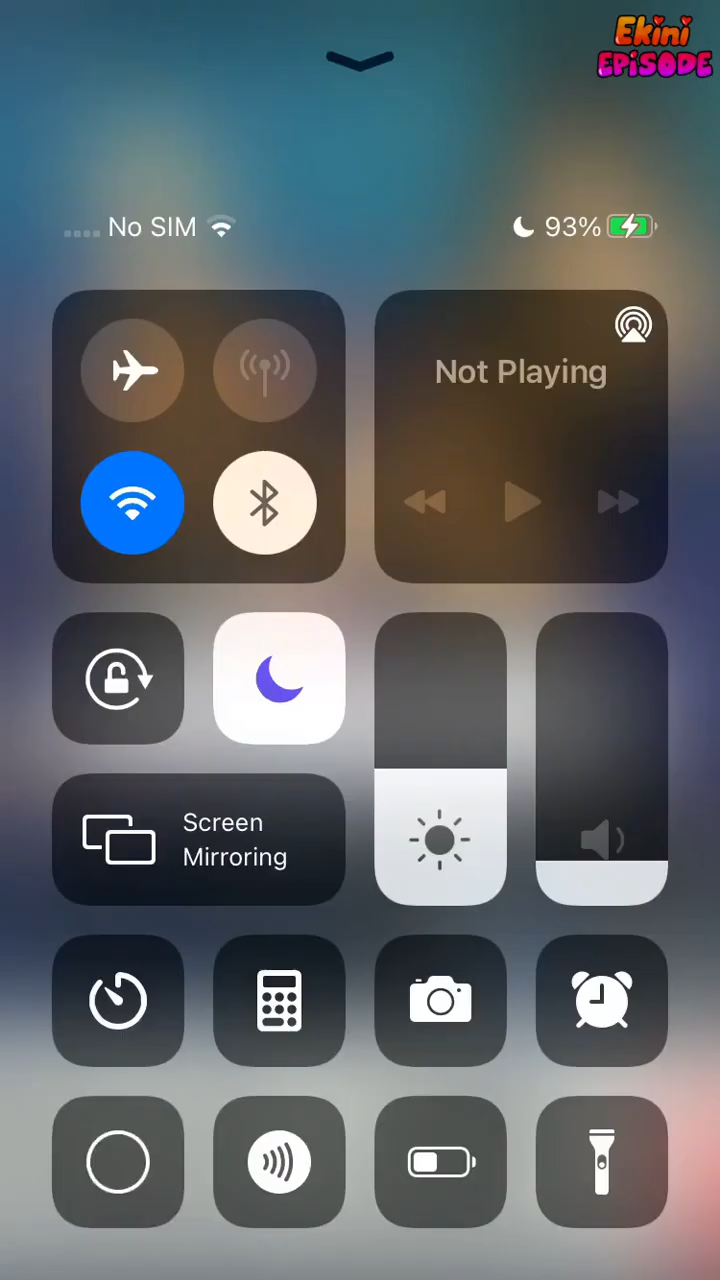 Ekini
EPiSODE
No SIM
93%
Not Playing
Screen
Mirroring